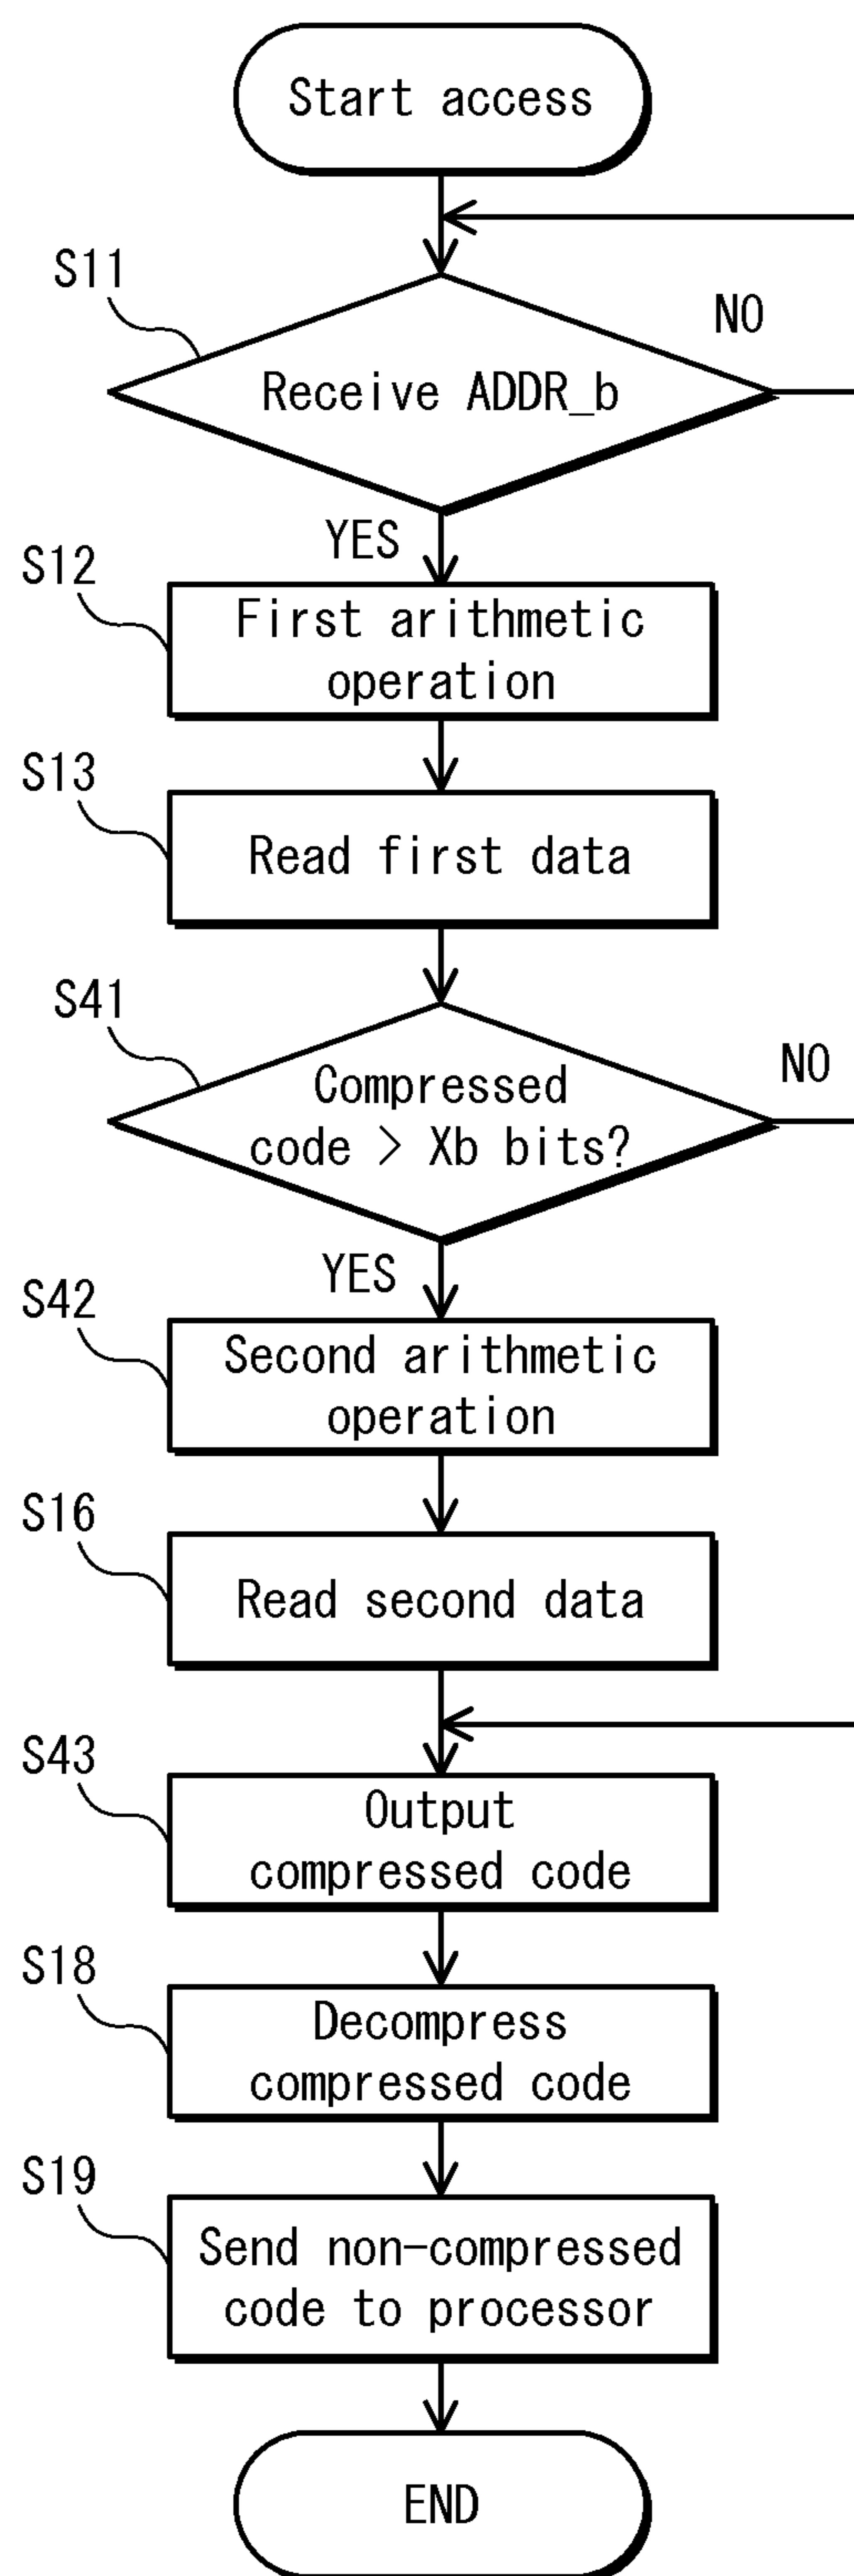 Start access
S11
NO
Receive ADDR_b
YES
S12
First arithmetic
operation
S13
Read first data
S41
NO
Compressed
code > Xb bits?
YES
S42
Second arithmetic
operation
S16
Read second data
S43
Output
compressed code
S18
Decompress
compressed code
S19
Send non-compressed
code to processor
END